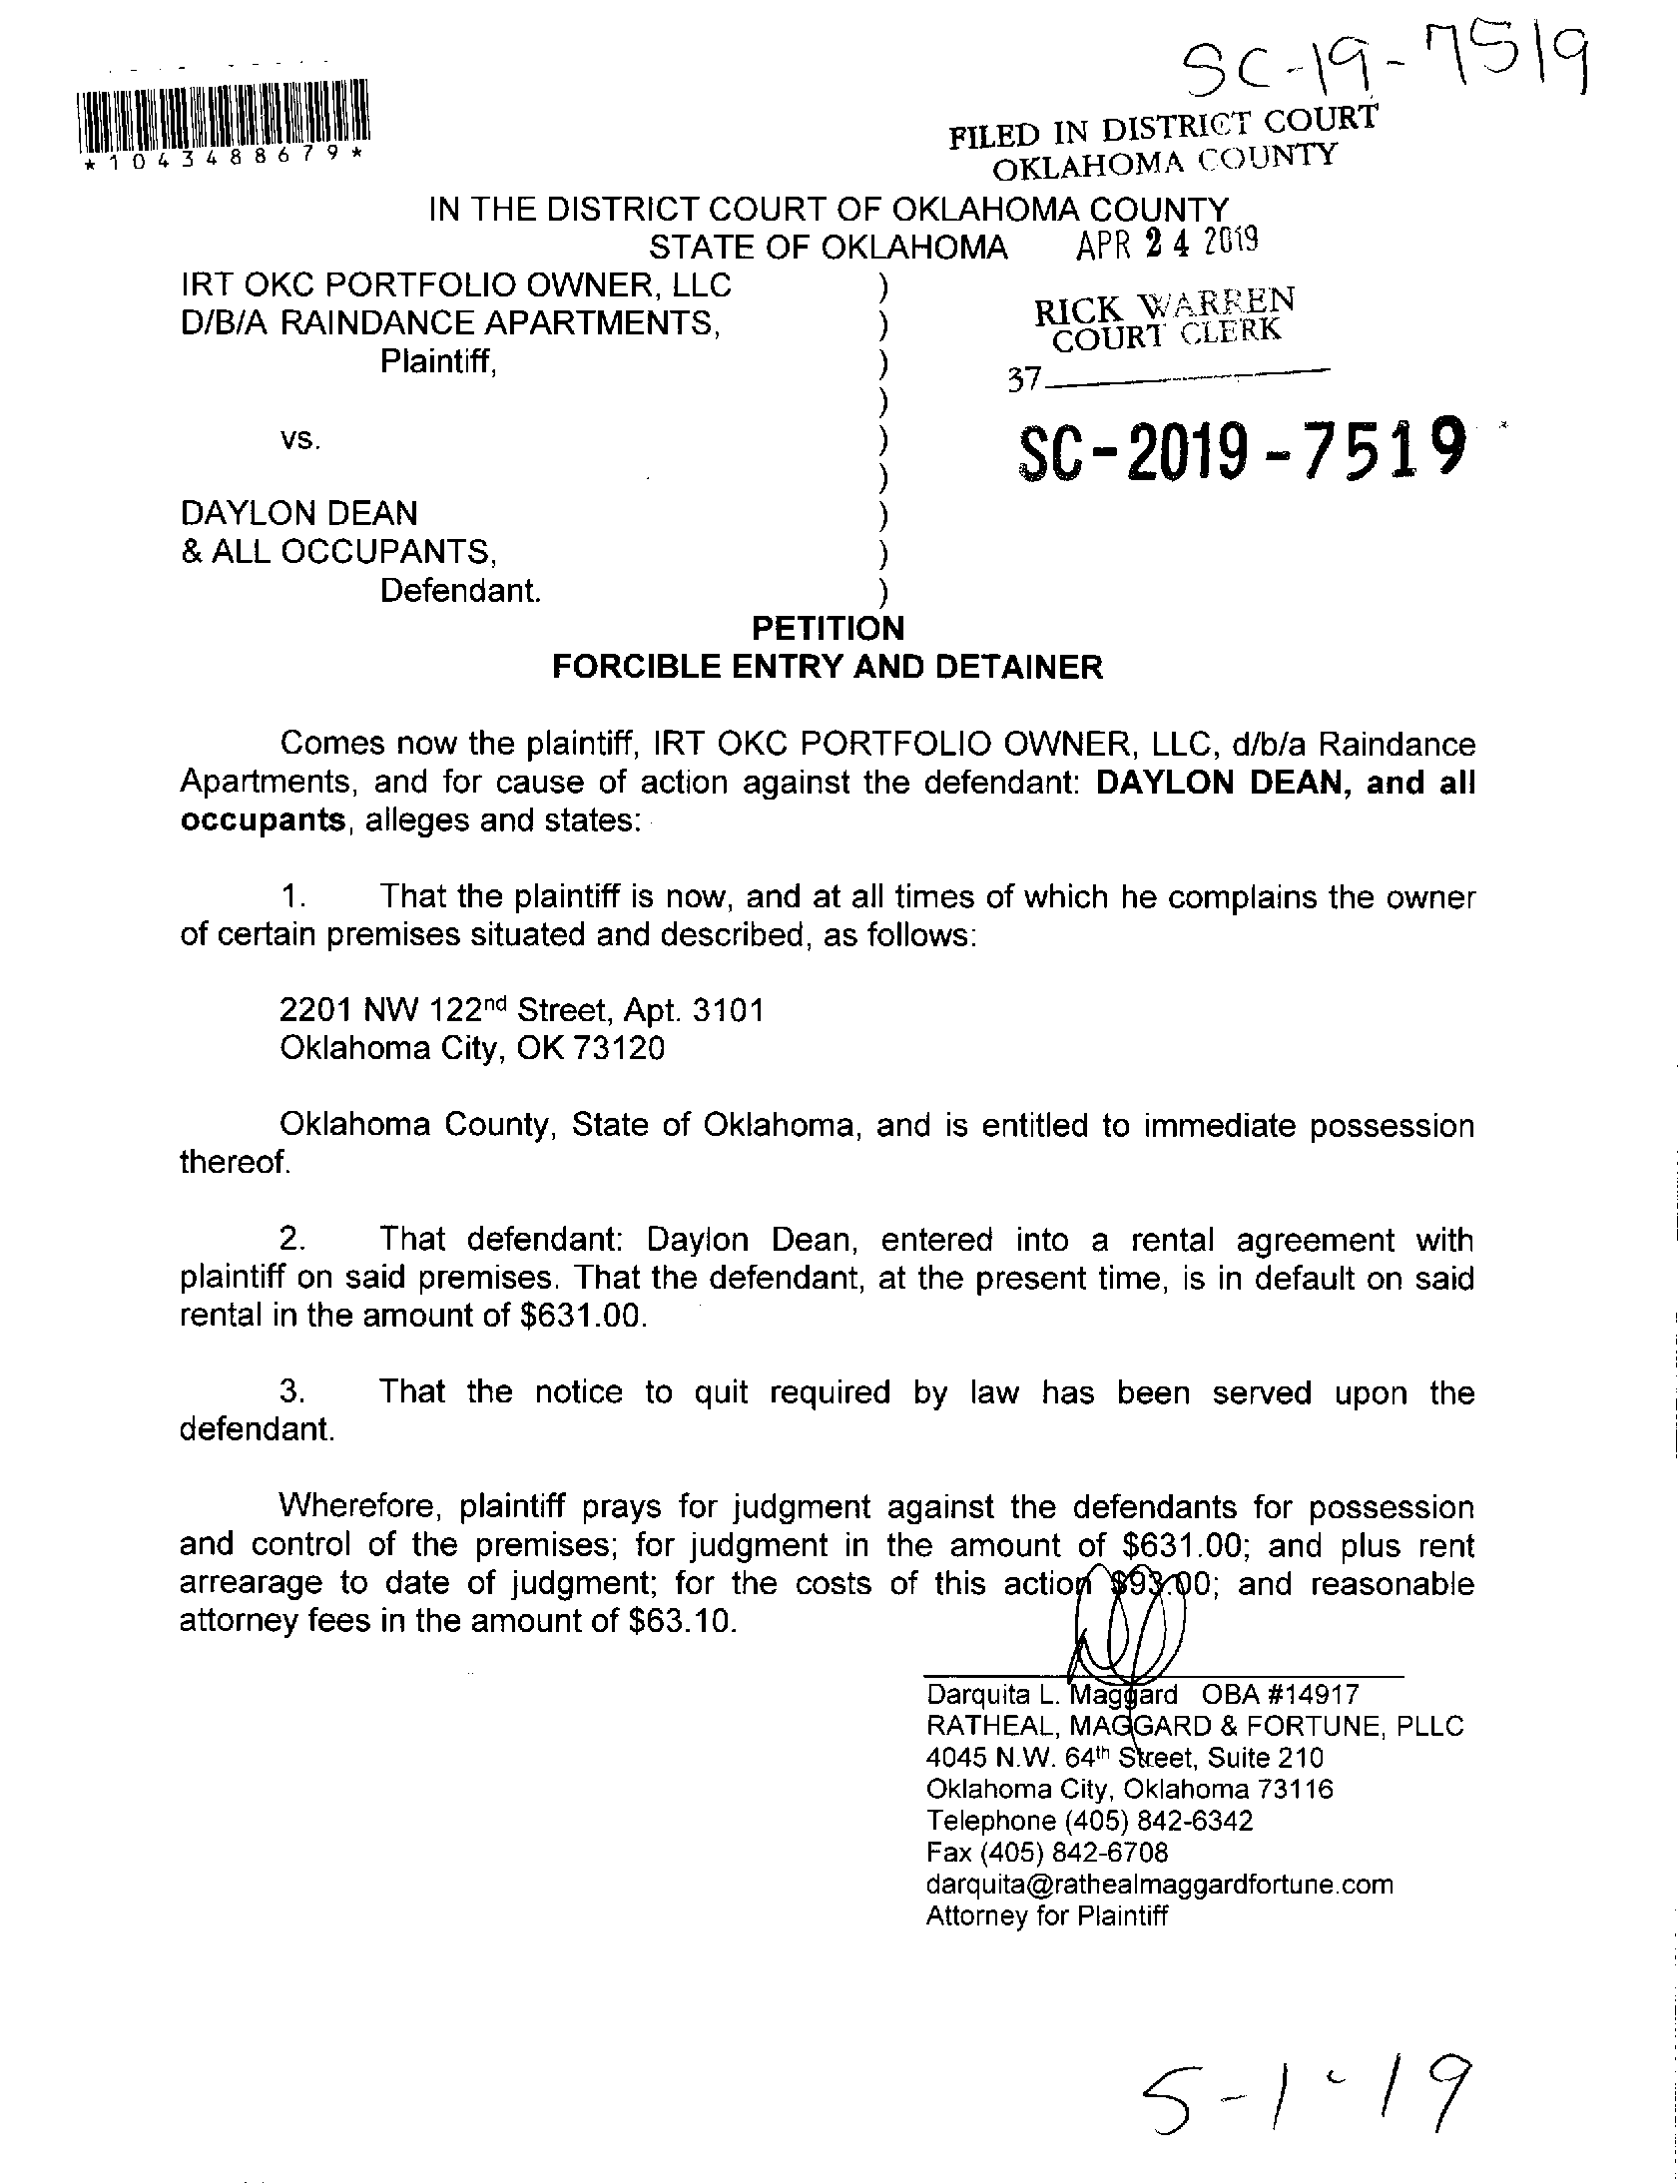 SC-19-7519
*1043488679*
FILED IN DISTRICT COURT
OKLAHOMA COUNTY
IN THE DISTRICT COURT OF OKLAHOMA COUNTY
STATE OF OKLAHOMA
APR 24 2019
IRT OKC PORTFOLIO OWNER, LLC )
D/B/A RAINDANCE APARTMENTS, )
Plaintiff, )
)
vs. )
)
DAYLON DEAN )
& ALL OCCUPANTS, )
Defendant. )
RICK WARREN
COURT CLERK
37
SC-2019-7519
PETITION
FORCIBLE ENTRY AND DETAINER
Comes now the plaintiff, IRT OKC PORTFOLIO OWNER, LLC, d/b/a Raindance
Apartments, and for cause of action against the defendant: DAYLON DEAN, and all
occupants, alleges and states:
1. That the plaintiff is now, and at all times of which he complains the owner
of certain premises situated and described, as follows:
2201 NW 122nd Street, Apt. 3101
Oklahoma City, OK 73120
Oklahoma County, State of Oklahoma, and is entitled to immediate possession
thereof.
2. That defendant: Daylon Dean, entered into a rental agreement with
plaintiff on said premises. That the defendant, at the present time, is in default on said
rental in the amount of $631.00.
3. That the notice to quit required by law has been served upon the
defendant.
Wherefore, plaintiff prays for judgment against the defendants for possession
and control of the premises; for judgment in the amount of $631.00; and plus rent
arrearage to date of judgment; for the costs of this action $93.00; and reasonable
attorney fees in the amount of $63.10.
Darquita L. Maggard OBA #14917
RATHEAL, MAGGARD & FORTUNE, PLLC
4045 N.W. 64th Street, Suite 210
Oklahoma City, Oklahoma 73116
Telephone (405) 842-6342
Fax (405) 842-6708
darquita@rathealmaggardfortune.com
Attorney for Plaintiff
5-1-19